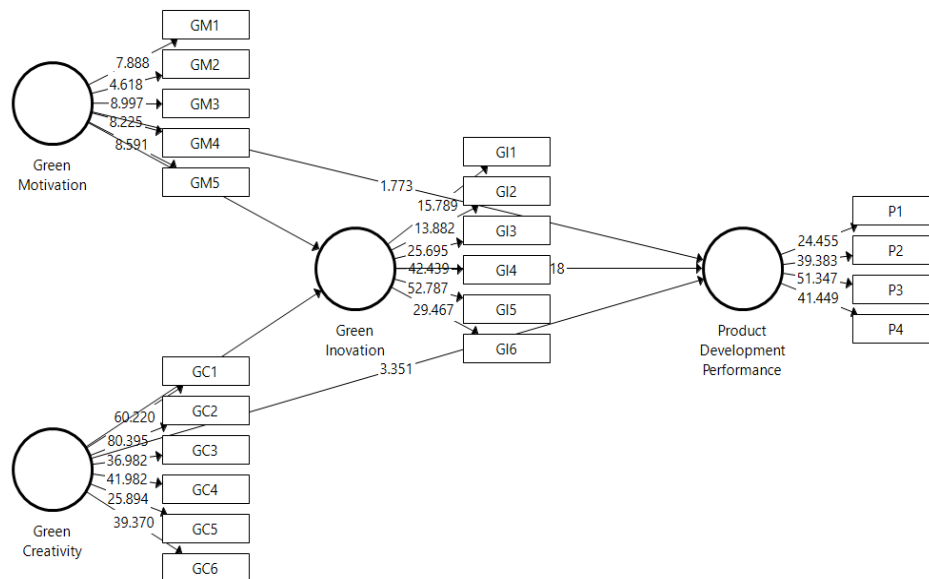 GM1
7.888
GM2
4.618
GM3
8.997
8.225
GM4
8.591
GM5
Green
Motivation
1.773
GI1
GI2
15.789
13.882
GI3
25.695
42.439
GI4
18
52.787
GI5
29.467
GI6
Green
Inovation
P1
24.455
39.383
P2
51.347
P3
41.449
P4
Product
Development
Performance
3.351
GC1
60.220
GC2
80.395
GC3
36.982
41.982
GC4
25.894
GC5
39.370
GC6
Green
Creativity